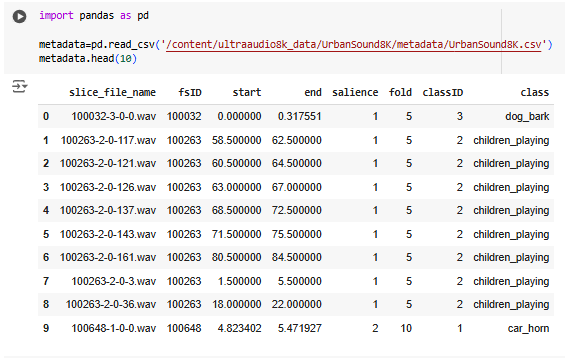 import pandas as pd
metadata=pd.read_csv('/content/ultraaudio8k_data/UrbanSound8K/metadata/UrbanSound8K.csv')
metadata.head(10)
slice_file_name fsID start end salience fold classID class
0 100032-3-0-0.wav 100032 0.000000 0.317551 1 5 3 dog_bark
1 100263-2-0-117.wav 100263 58.500000 62.500000 1 5 2 children_playing
2 100263-2-0-121.wav 100263 60.500000 64.500000 1 5 2 children_playing
3 100263-2-0-126.wav 100263 63.000000 67.000000 1 5 2 children_playing
4 100263-2-0-137.wav 100263 68.500000 72.500000 1 5 2 children_playing
5 100263-2-0-143.wav 100263 71.500000 75.500000 1 5 2 children_playing
6 100263-2-0-161.wav 100263 80.500000 84.500000 1 5 2 children_playing
7 100263-2-0-3.wav 100263 1.500000 5.500000 1 5 2 children_playing
8 100263-2-0-36.wav 100263 18.000000 22.000000 1 5 2 children_playing
9 100648-1-0-0.wav 100648 4.823402 5.471927 2 10 1 car_horn